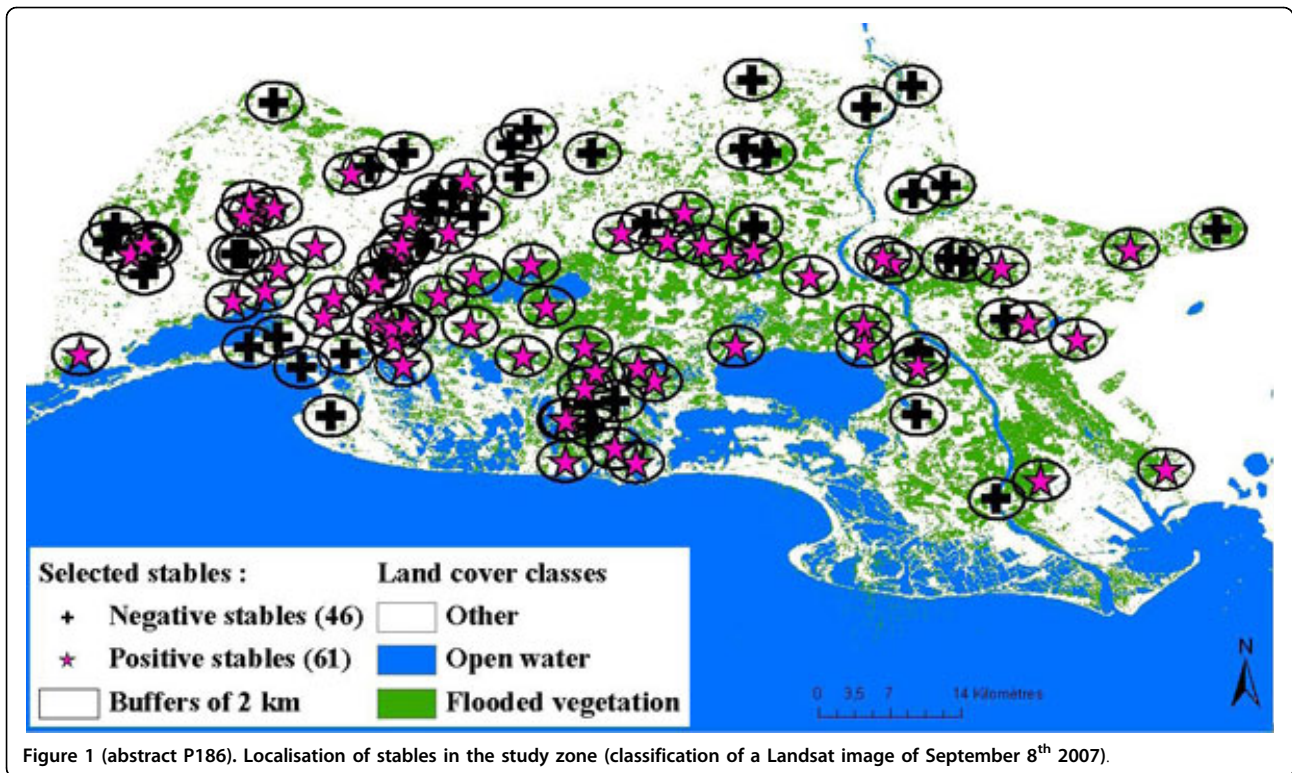 Selected stables :
Negative stables (46)
Positive stables (61)
Buffers of 2 km
Land cover classes
Other
Open water
Flooded vegetation
N
0 3,5 7 14 Kilomètres
Figure 1 (abstract P186). Localisation of stables in the study zone (classification of a Landsat image of September 8th 2007).